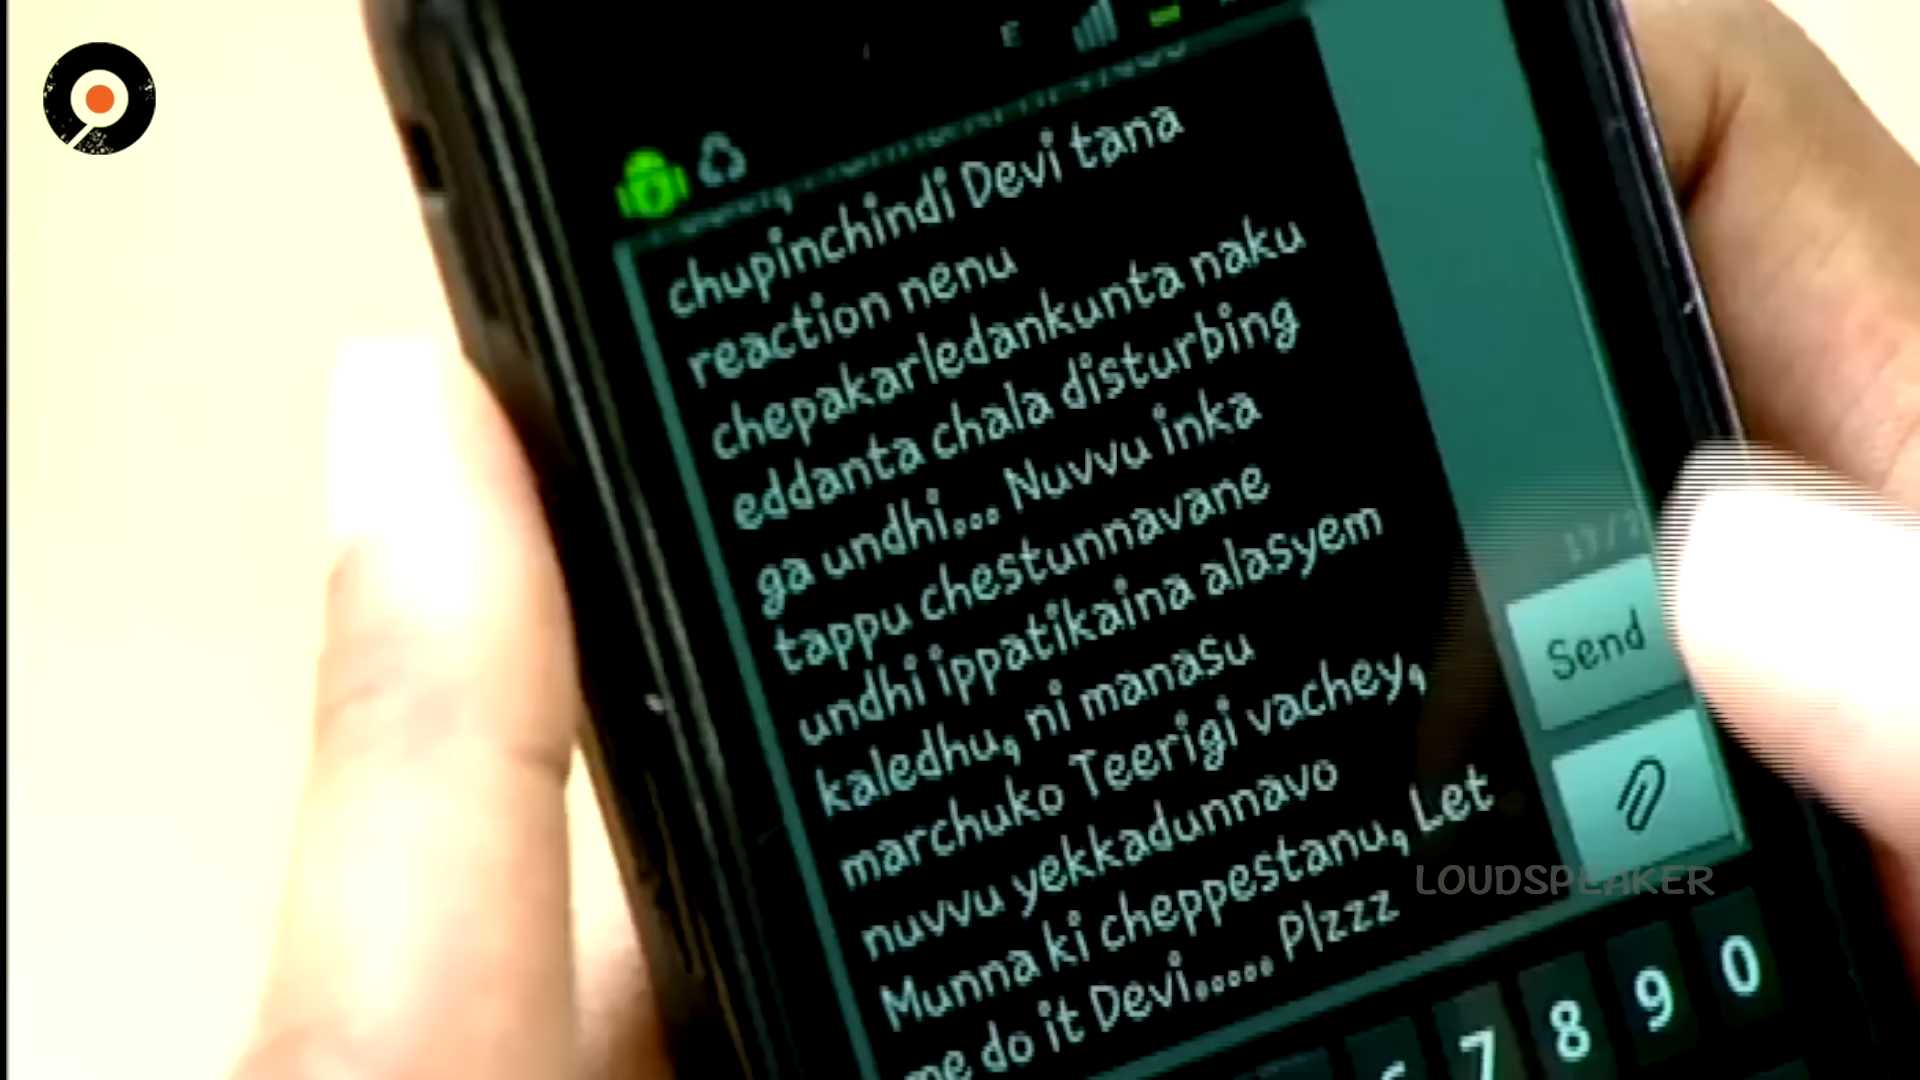 E
chupinchindi Devi tana
reaction nenu
chepakarledankunta naku
eddanta chala disturbing
ga undhi... Nuvvu inka
tappu chestunnavane
undhi ippatikaina alasyem
kaledhu, ni manasu
marchuko Teerigi vachey,
nuvvu yekkadunnavo
Munna ki cheppestanu, Let
me do it Devi..... Plzzz
Send
LOUDSPEAKER
7 8 9 0